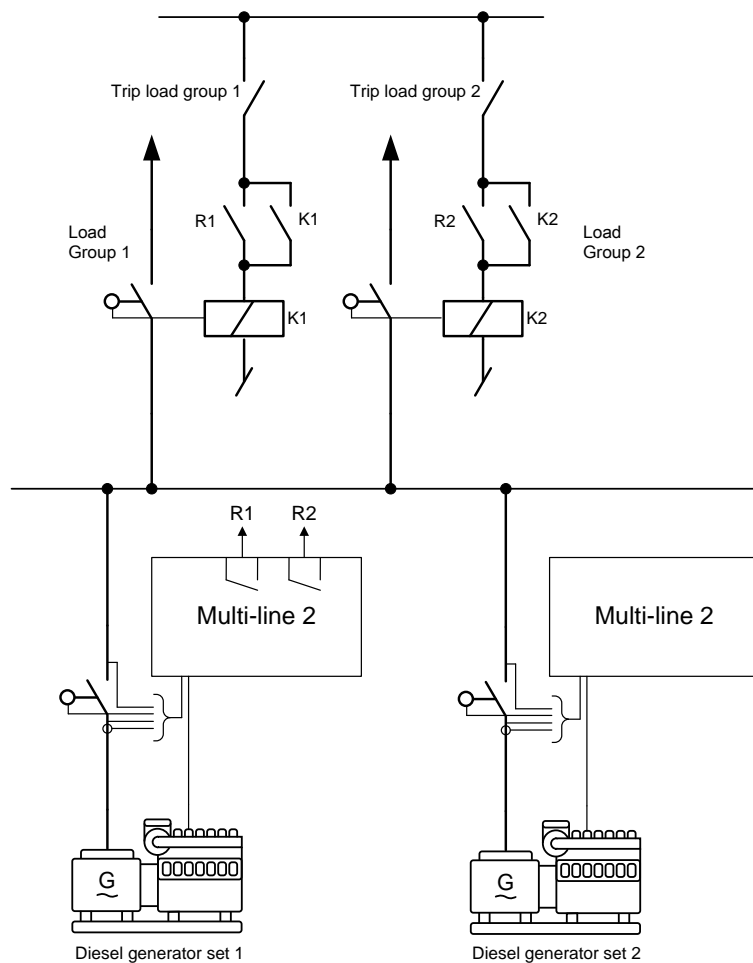 Trip load group 1
Trip load group 2
R1
K1
R2
K2
Load
Group 1
Load
Group 2
K1
K2
R1
R2
Multi-line 2
Multi-line 2
G
~
G
~
Diesel generator set 1
Diesel generator set 2